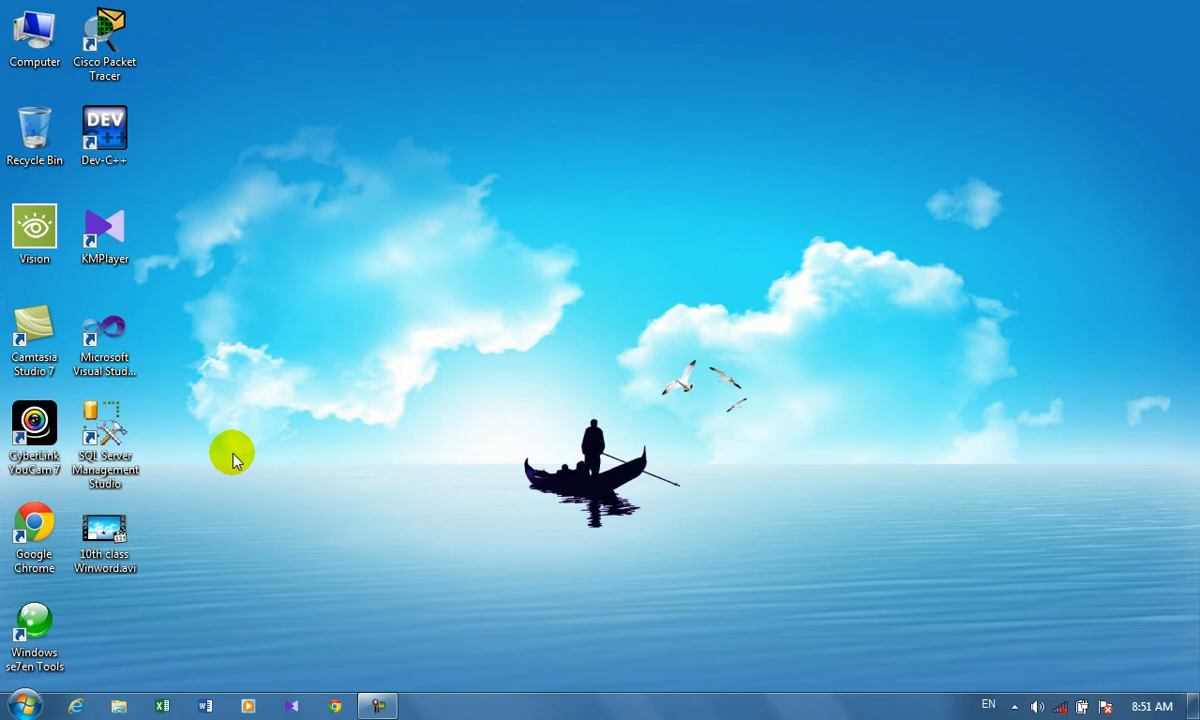 Computer
Cisco Packet
Tracer
Recycle Bin
DEV
C++
Dev-C++
Vision
KMPlayer
Camtasia
Studio 7
Microsoft
Visual Stud...
CyberLink
YouCam 7
SQL Server
Management
Studio
Google
Chrome
10th class
Winword.avi
Windows
se7en Tools
EN
8:51 AM